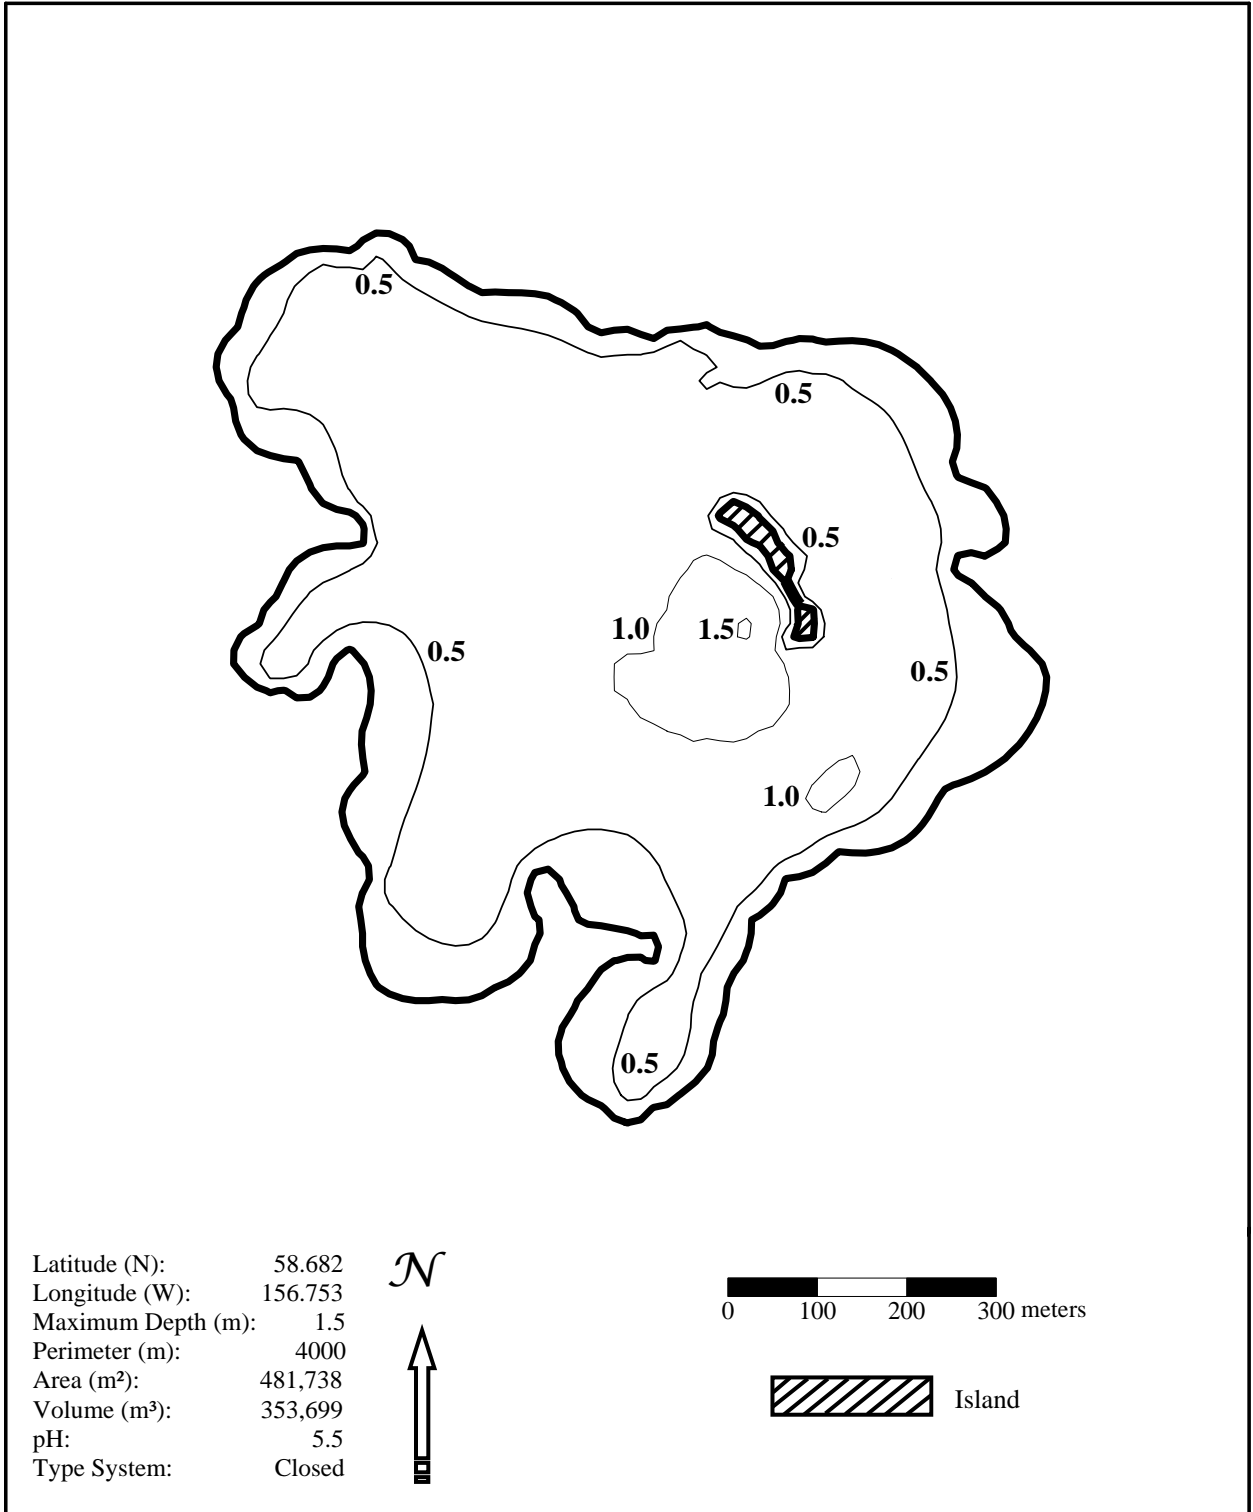 0.5
0.5
0.5
1.0
1.5
0.5
0.5
1.0
0.5
Latitude (N): 58.682
Longitude (W): 156.753
Maximum Depth (m): 1.5
Perimeter (m): 4000
Area (m²): 481,738
Volume (m³): 353,699
pH: 5.5
Type System: Closed
N
0 100 200 300 meters
Island